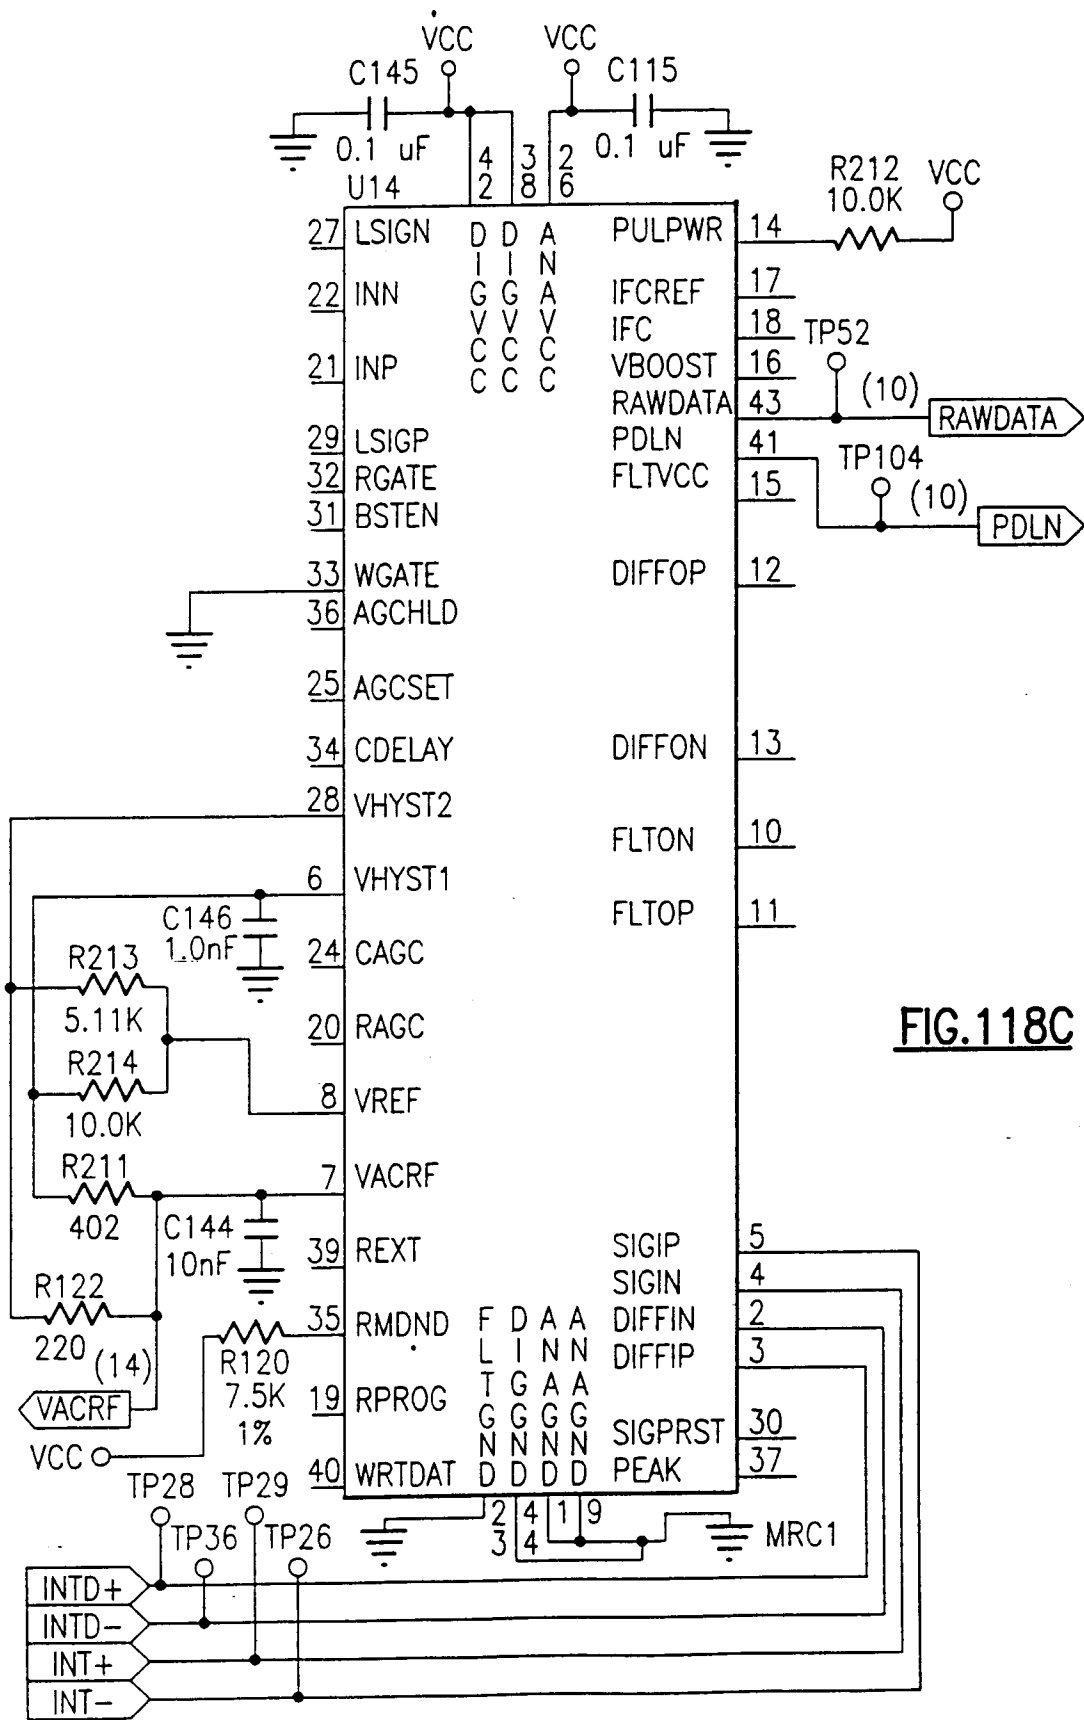 VCC VCC
C145 C115
0.1 uF 0.1 uF
4 2
3 8
2 6
U14
R212
10.0K
VCC
27 LSIGN
22 INN
21 INP
29 LSIGP
32 RGATE
31 BSTEN
33 WGATE
36 AGCHLD
25 AGCSET
34 CDELAY
28 VHYST2
6 VHYST1
24 CAGC
20 RAGC
8 VREF
7 VACRF
39 REXT
35 RMDND
19 RPROG
40 WRTDAT
DIGVCC
DIGVCC
ANAVCC
PULPWR 14
IFCREF 17
IFC 18
VBOOST 16
RAWDATA 43
PDLN 41
FLTVCC 15
DIFFOP 12
DIFFON 13
FLTON 10
FLTOP 11
SIGIP 5
SIGIN 4
DIFFIN 2
DIFFIP 3
SIGPRST 30
PEAK 37
FLTGND
DIGGND
ANAGND
ANAGND
2 3
4 4
1
9
TP52
(10)
RAWDATA
TP104
(10)
PDLN
C146
1.0nF
R213
5.11K
R214
10.0K
R211
402
C144
10nF
R122
220
(14)
VACRF
R120
7.5K
1%
VCC
TP28 TP29
TP36 TP26
MRC1
INTD+
INTD-
INT+
INT-
FIG.118C